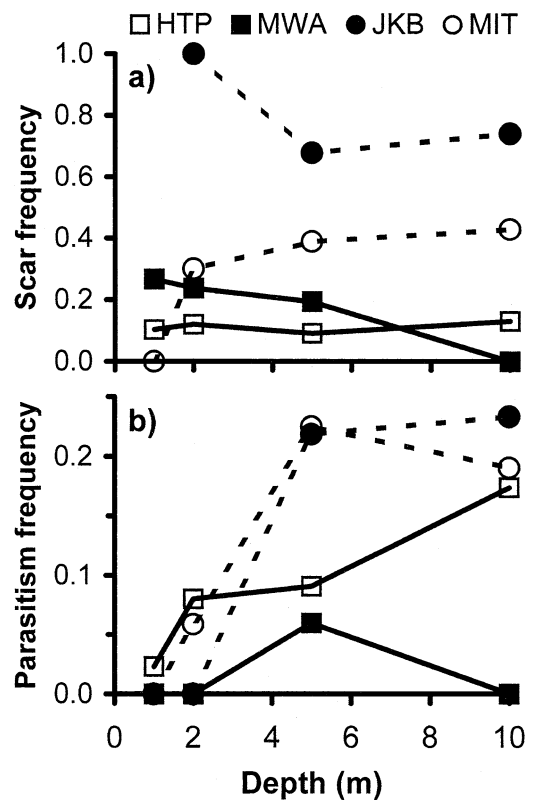 HTP MWA JKB MIT
a)
Scar frequency
1.0
0.8
0.6
0.4
0.2
0.0
b)
Parasitism frequency
0.2
0.1
0.0
0 2 4 6 8 10
Depth (m)